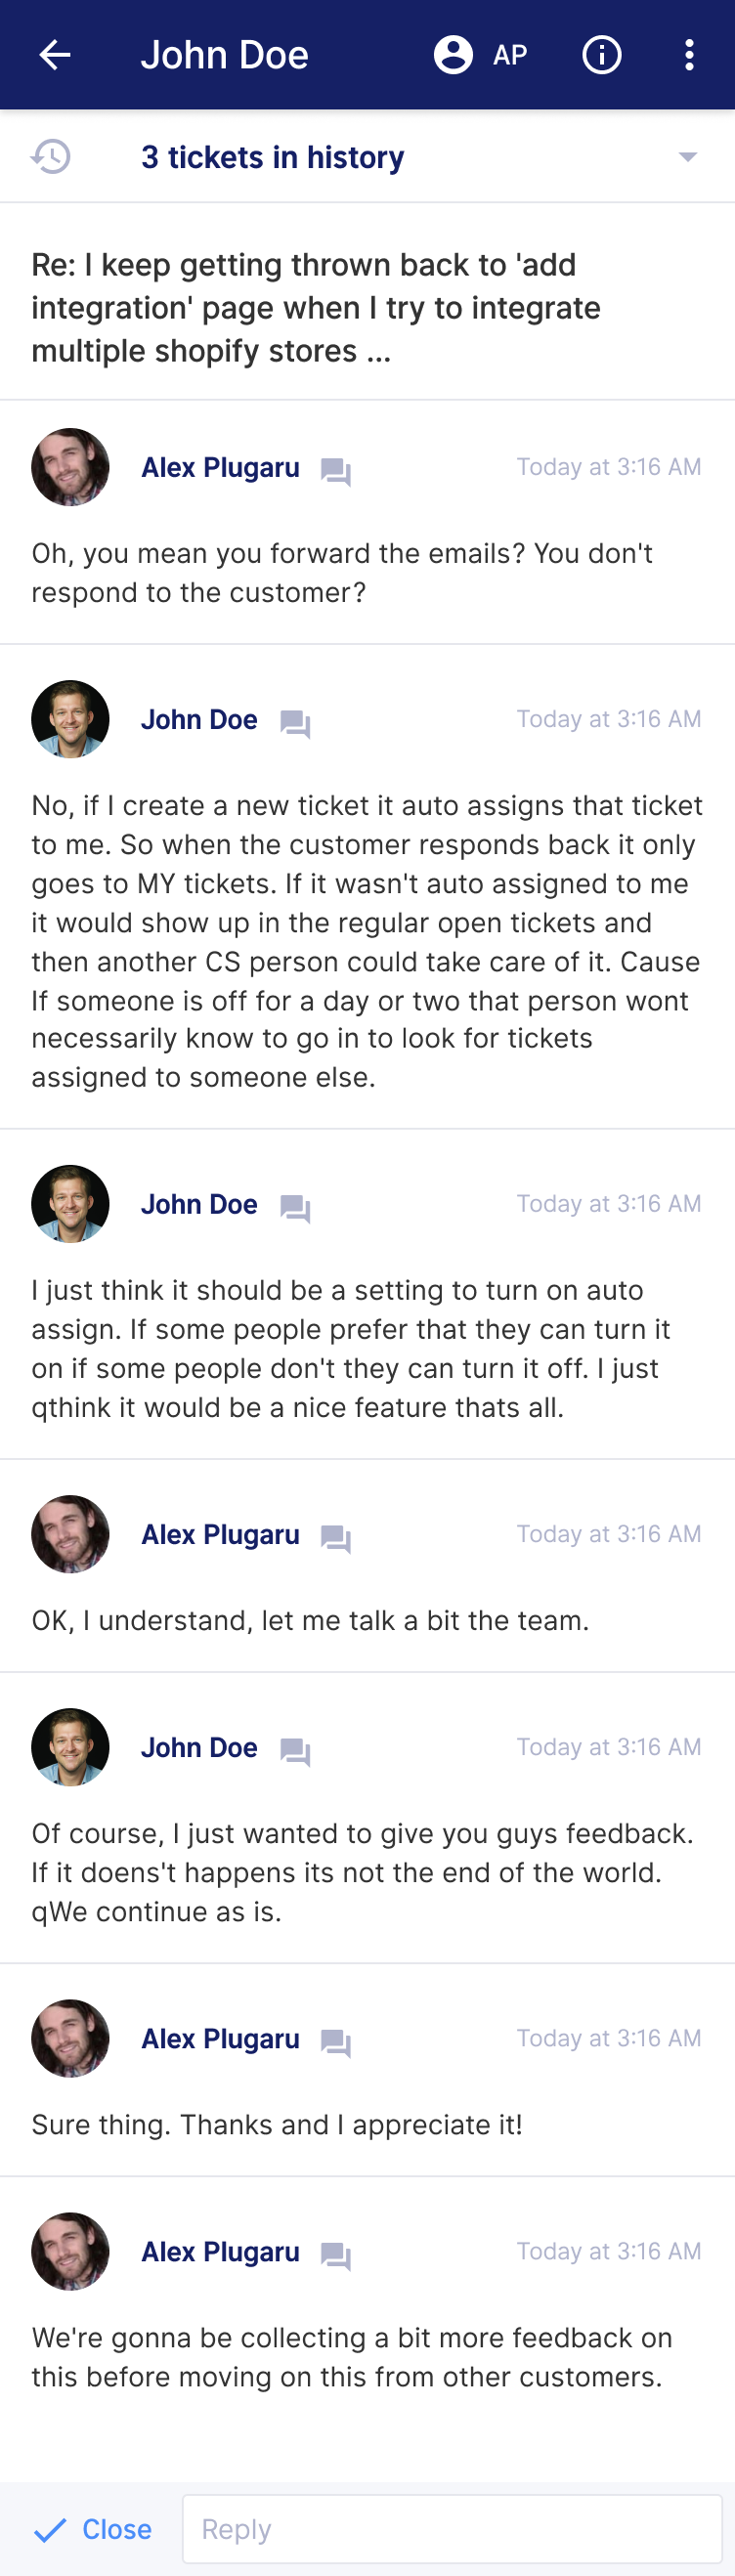 John Doe AP
3 tickets in history
Re: I keep getting thrown back to 'add
integration' page when I try to integrate
multiple shopify stores ...
Alex Plugaru Today at 3:16 AM
Oh, you mean you forward the emails? You don't
respond to the customer?
John Doe Today at 3:16 AM
No, if I create a new ticket it auto assigns that ticket
to me. So when the customer responds back it only
goes to MY tickets. If it wasn't auto assigned to me
it would show up in the regular open tickets and
then another CS person could take care of it. Cause
If someone is off for a day or two that person wont
necessarily know to go in to look for tickets
assigned to someone else.
John Doe Today at 3:16 AM
I just think it should be a setting to turn on auto
assign. If some people prefer that they can turn it
on if some people don't they can turn it off. I just
qthink it would be a nice feature thats all.
Alex Plugaru Today at 3:16 AM
OK, I understand, let me talk a bit the team.
John Doe Today at 3:16 AM
Of course, I just wanted to give you guys feedback.
If it doens't happens its not the end of the world.
qWe continue as is.
Alex Plugaru Today at 3:16 AM
Sure thing. Thanks and I appreciate it!
Alex Plugaru Today at 3:16 AM
We're gonna be collecting a bit more feedback on
this before moving on this from other customers.
Close Reply